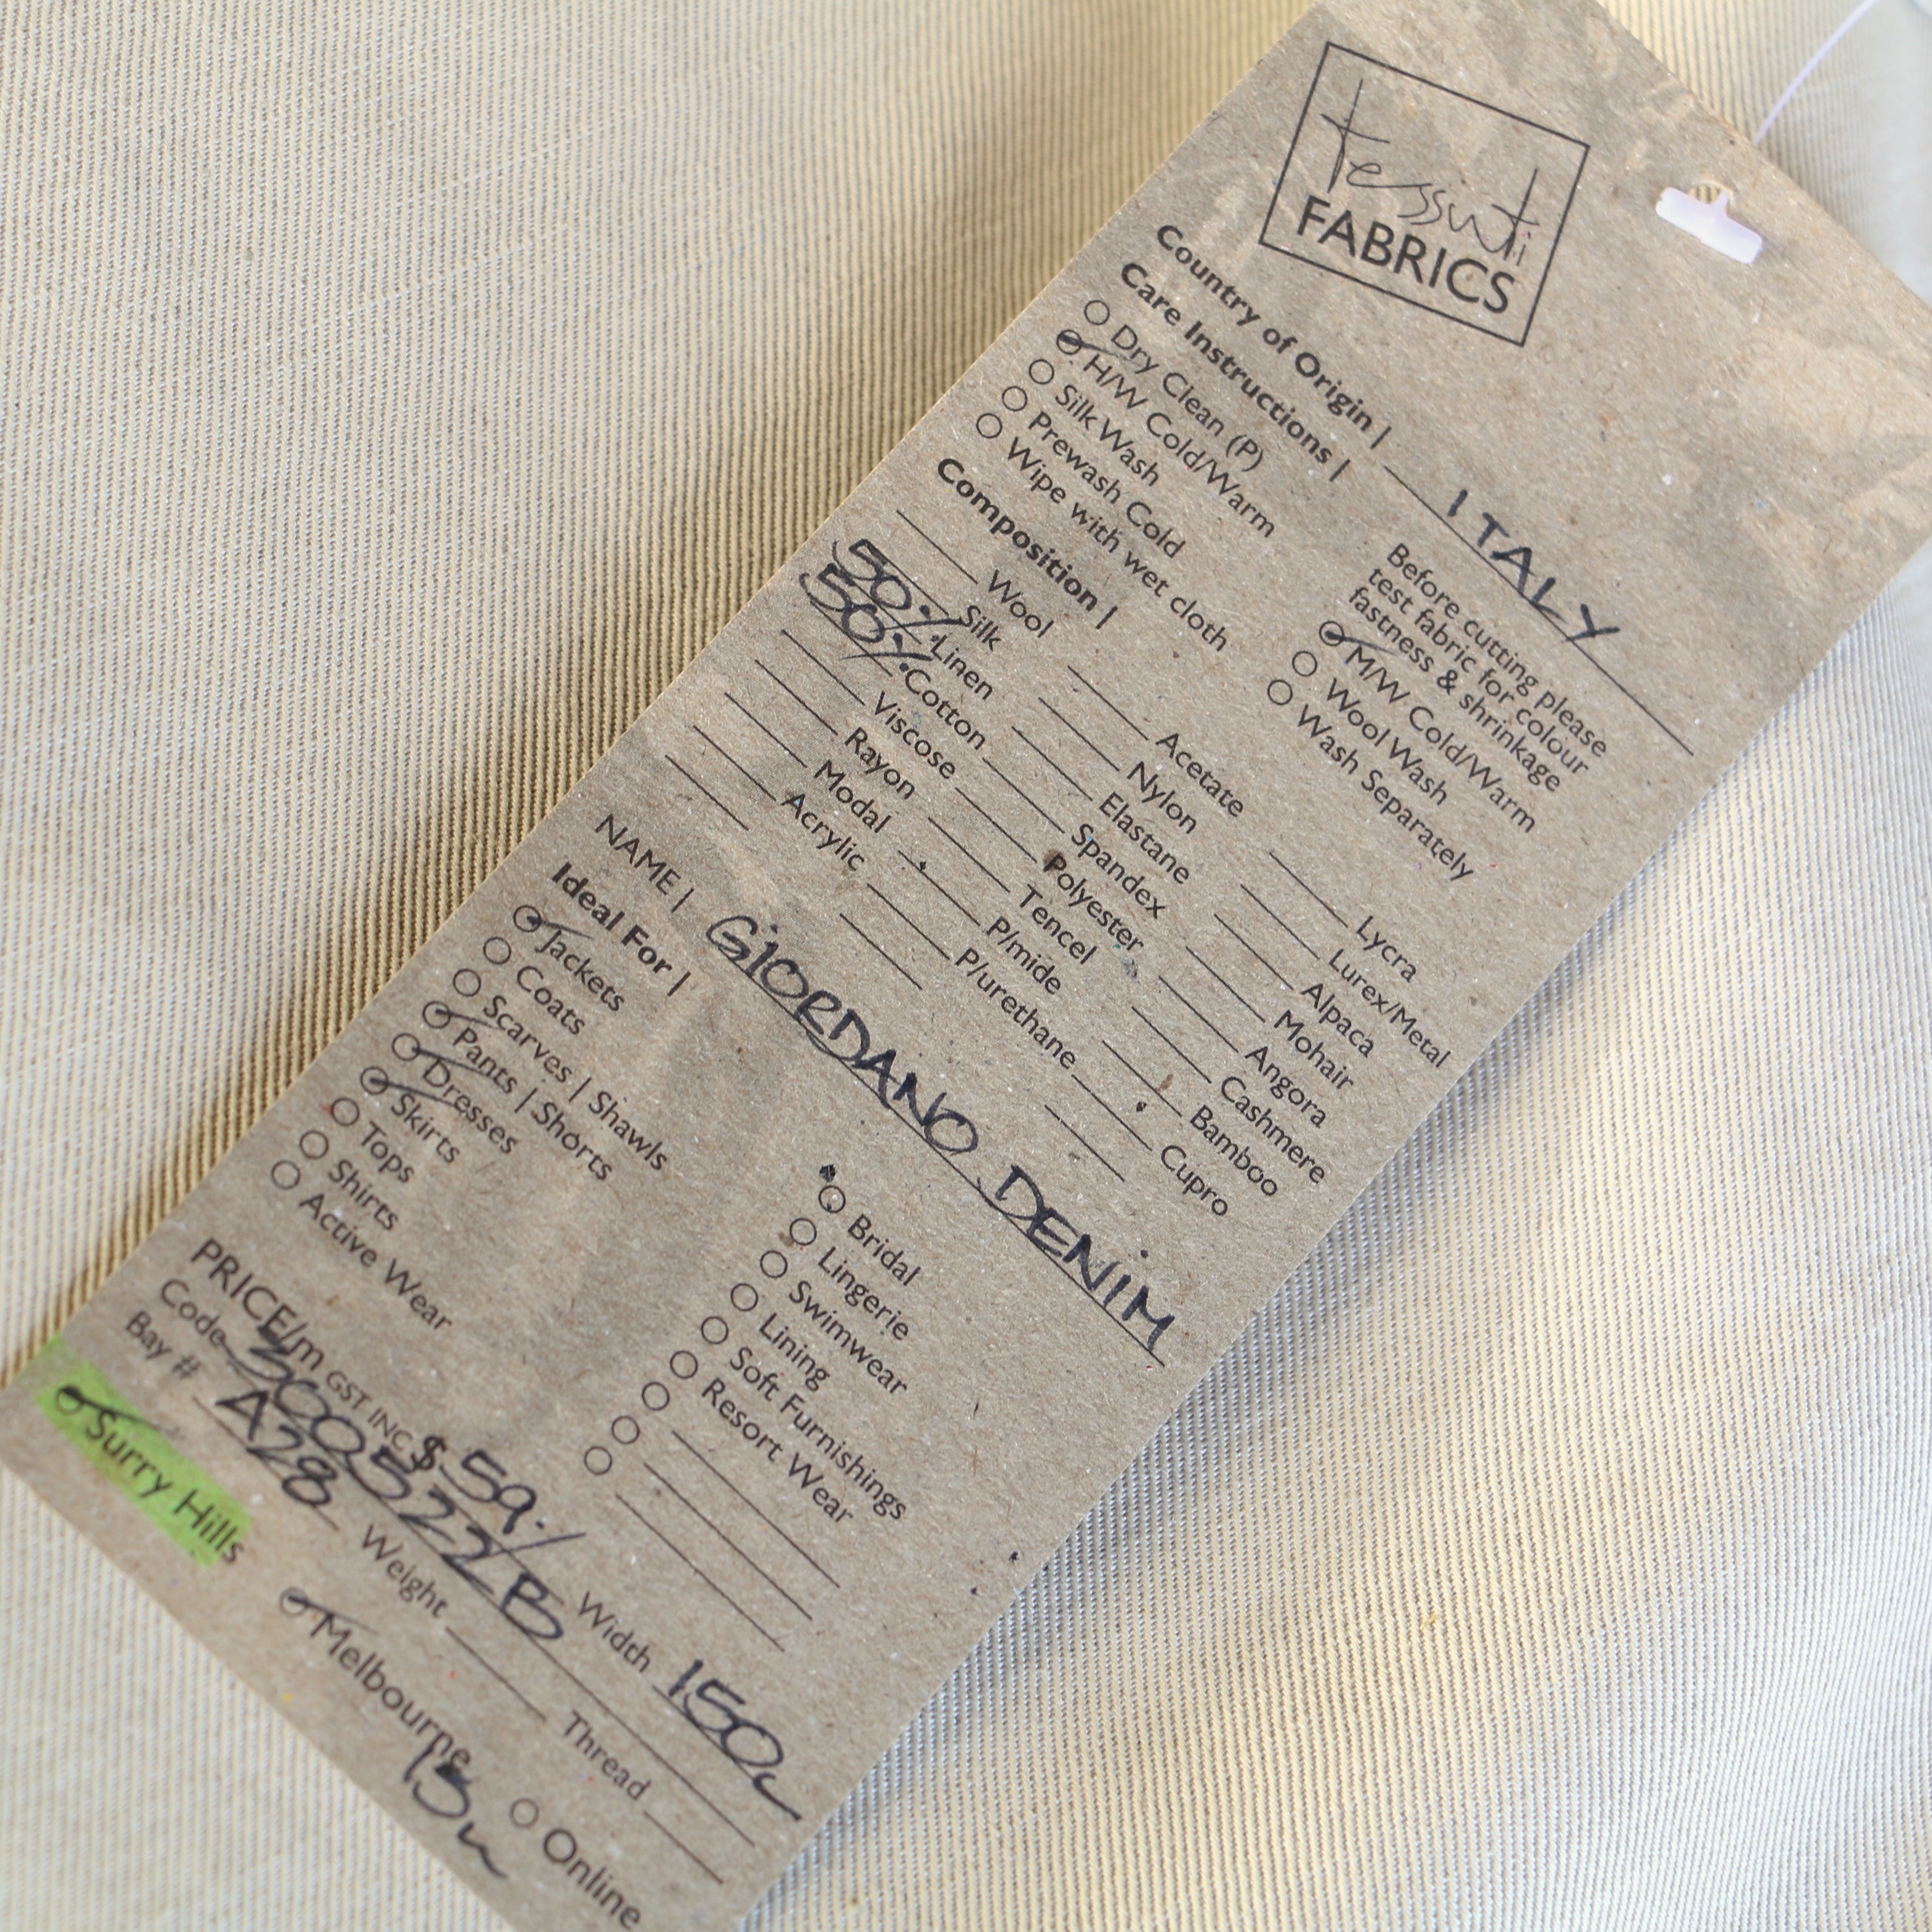 tessuti
FABRICS
Country of Origin | ITALY
Care Instructions |
Before cutting please
test fabric for colour
fastness & shrinkage
Dry Clean (P)
H/W Cold/Warm
Silk Wash
Prewash Cold
Wipe with wet cloth
M/W Cold/Warm
Wool Wash
Wash Separately
Composition |
Wool
Silk
50% Linen
50% Cotton
Viscose
Rayon
Modal
Acrylic
Acetate
Nylon
Elastane
Spandex
Polyester
Tencel
P/mide
P/urethane
Lycra
Lurex/Metal
Alpaca
Mohair
Angora
Cashmere
Bamboo
Cupro
NAME | GIORDANO DENIM
Ideal For |
Jackets
Coats
Scarves | Shawls
Pants | Shorts
Dresses
Skirts
Tops
Shirts
Active Wear
Bridal
Lingerie
Swimwear
Lining
Soft Furnishings
Resort Wear
PRICE/m GST INC $ 59./ Width 150c
Code 3005227B
Bay # A28 Weight Thread
Surry Hills Melbourne Online